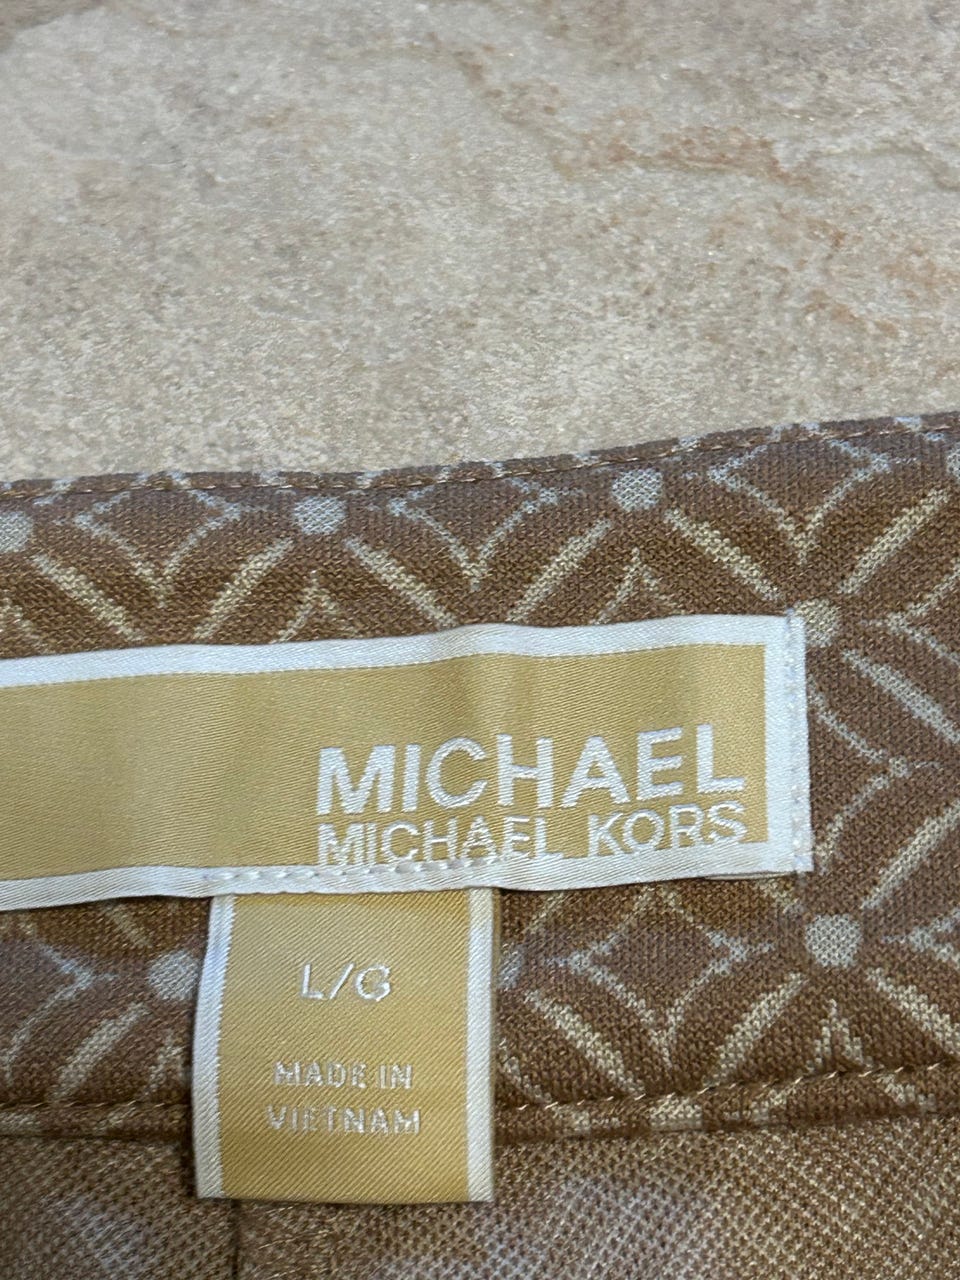 MICHAEL
MICHAEL KORS
L/G
MADE IN
VIETNAM